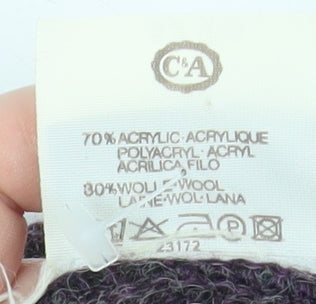 C&A
70% ACRYLIC·ACRYLIQUE
POLYACRYL·ACRYL
ACRILICA,FILO
30% WOLLE·WOOL
LAINE·WOL·LANA
P
23172